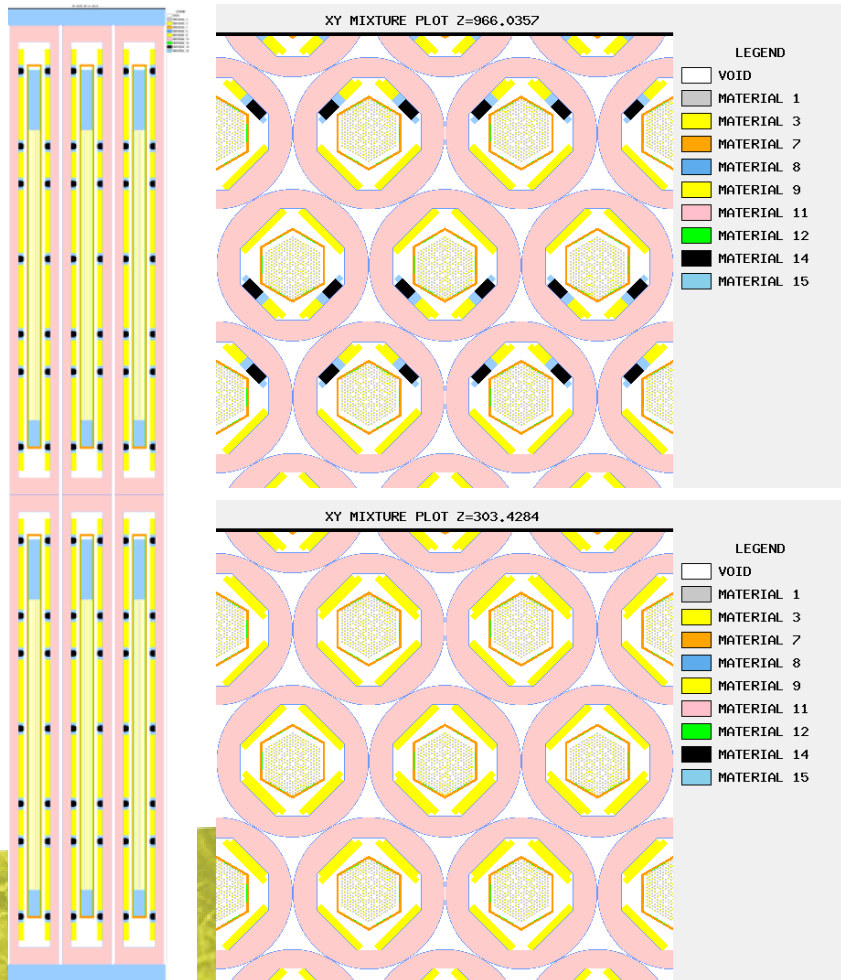 XY MIXTURE PLOT Z=966.0357
LEGEND
VOID
MATERIAL 1
MATERIAL 3
MATERIAL 7
MATERIAL 8
MATERIAL 9
MATERIAL 11
MATERIAL 12
MATERIAL 14
MATERIAL 15
XY MIXTURE PLOT Z=303.4284
LEGEND
VOID
MATERIAL 1
MATERIAL 3
MATERIAL 7
MATERIAL 8
MATERIAL 9
MATERIAL 11
MATERIAL 12
MATERIAL 14
MATERIAL 15